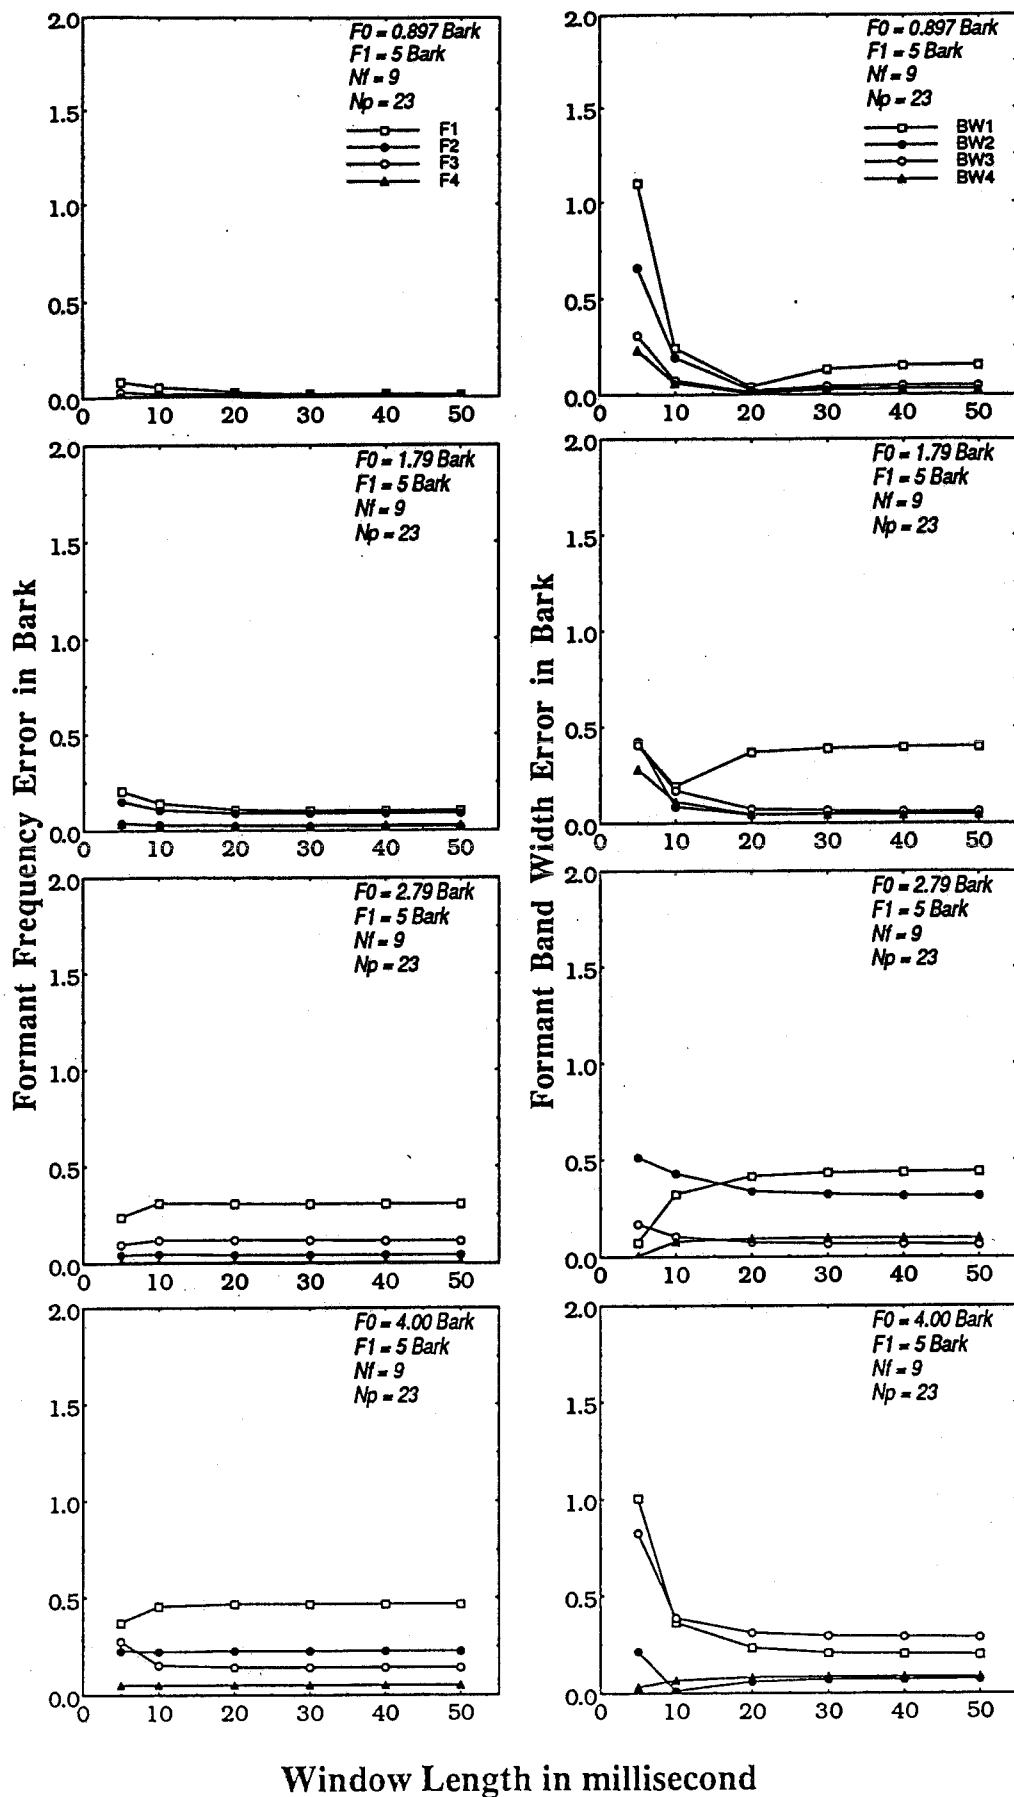 2.0
1.5
1.0
0.5
0.0
0 10 20 30 40 50
F0 = 0.897 Bark
F1 = 5 Bark
Nf = 9
Np = 23
F1
F2
F3
F4
2.0
1.5
1.0
0.5
0.0
0 10 20 30 40 50
F0 = 0.897 Bark
F1 = 5 Bark
Nf = 9
Np = 23
BW1
BW2
BW3
BW4
2.0
1.5
1.0
0.5
0.0
0 10 20 30 40 50
F0 = 1.79 Bark
F1 = 5 Bark
Nf = 9
Np = 23
2.0
1.5
1.0
0.5
0.0
0 10 20 30 40 50
F0 = 1.79 Bark
F1 = 5 Bark
Nf = 9
Np = 23
Formant Frequency Error in Bark
Formant Band Width Error in Bark
2.0
1.5
1.0
0.5
0.0
0 10 20 30 40 50
F0 = 2.79 Bark
F1 = 5 Bark
Nf = 9
Np = 23
2.0
1.5
1.0
0.5
0.0
0 10 20 30 40 50
F0 = 2.79 Bark
F1 = 5 Bark
Nf = 9
Np = 23
2.0
1.5
1.0
0.5
0.0
0 10 20 30 40 50
F0 = 4.00 Bark
F1 = 5 Bark
Nf = 9
Np = 23
2.0
1.5
1.0
0.5
0.0
0 10 20 30 40 50
F0 = 4.00 Bark
F1 = 5 Bark
Nf = 9
Np = 23
Window Length in millisecond